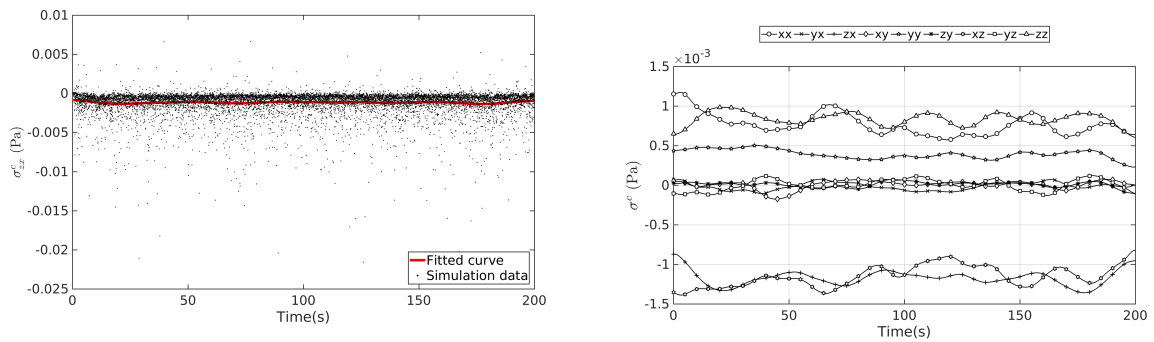 0.01
0.005
0
-0.005
-0.01
-0.015
-0.02
-0.025
σᶜ_zx (Pa)
Fitted curve
Simulation data
0 50 100 150 200
Time(s)
xx yx zx xy yy zy xz yz zz
×10⁻³
1.5
1
0.5
0
-0.5
-1
-1.5
σᶜ (Pa)
0 50 100 150 200
Time(s)